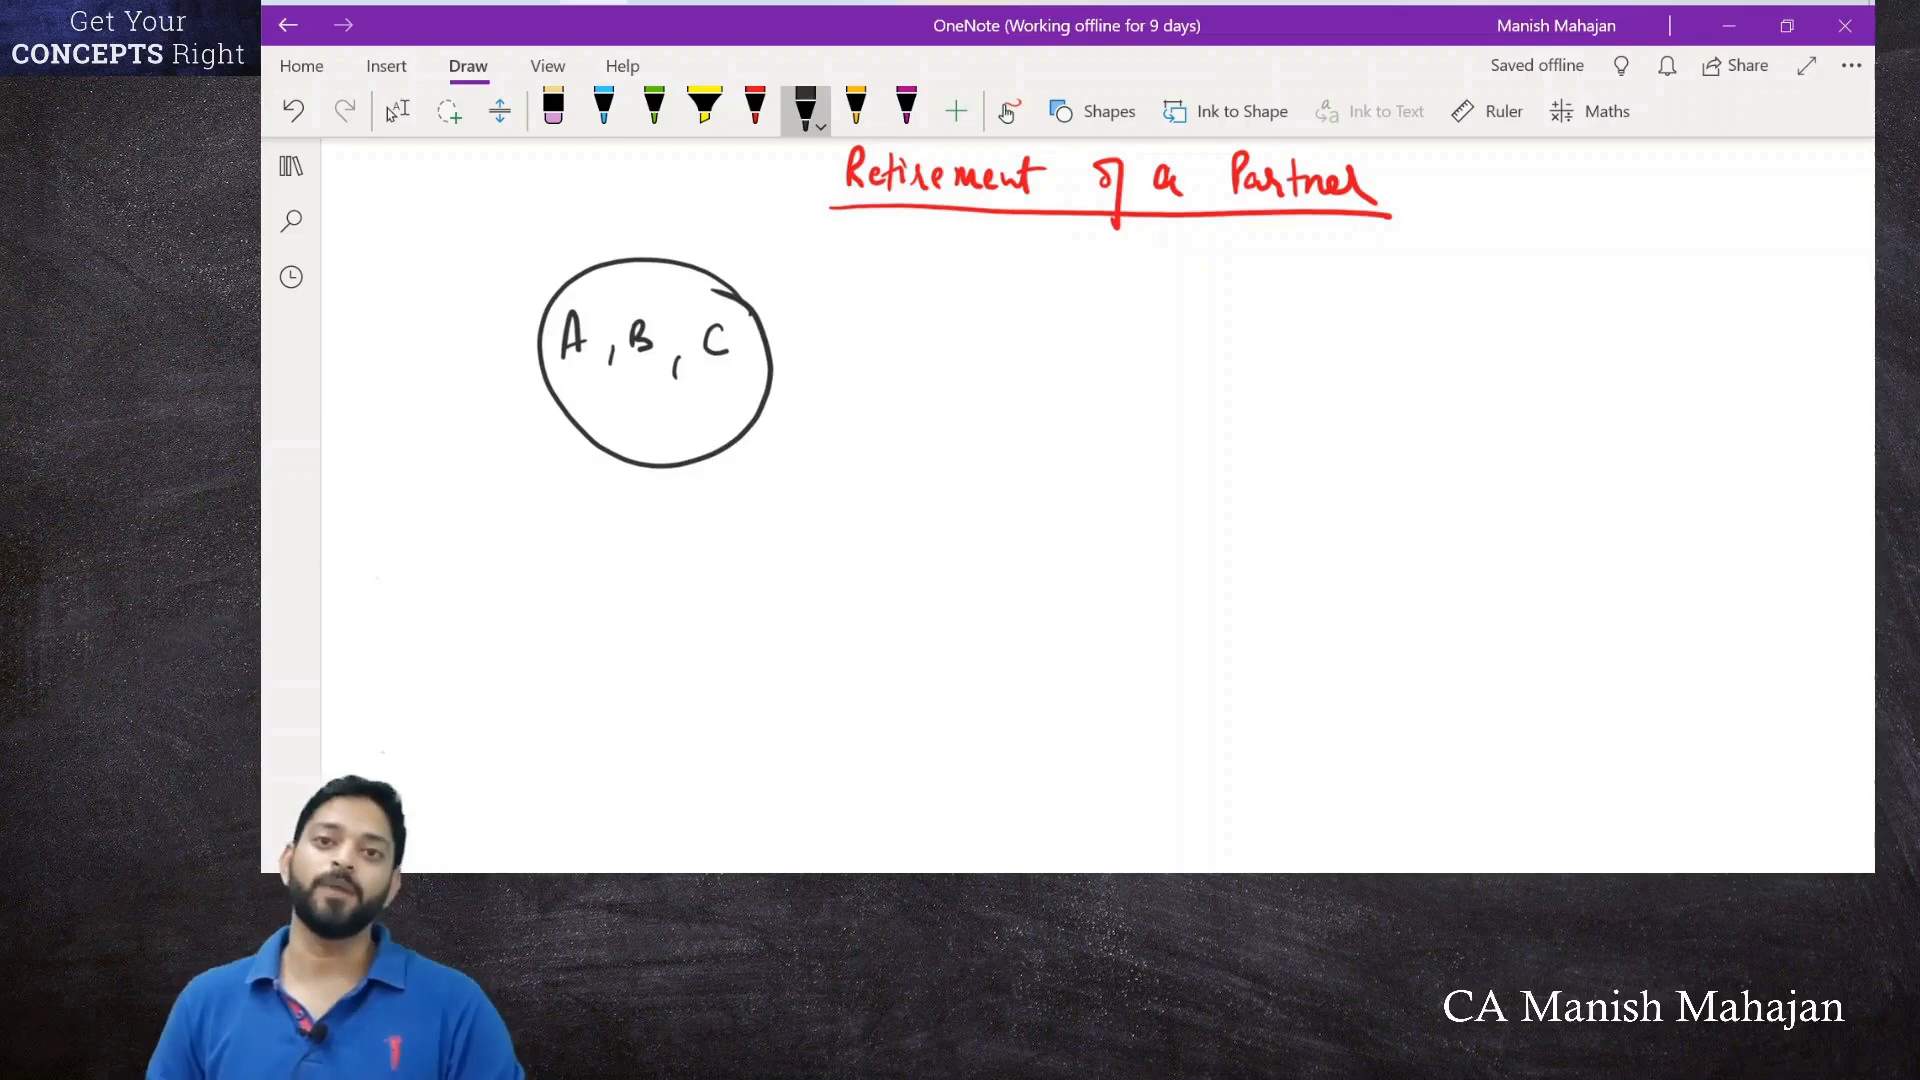 Get Your
CONCEPTS Right
OneNote (Working offline for 9 days)
Manish Mahajan
Home Insert Draw View Help
Saved offline
Share
Shapes
Ink to Shape
Ink to Text
Ruler
Maths
Retirement of a Partner
A, B, C
CA Manish Mahajan